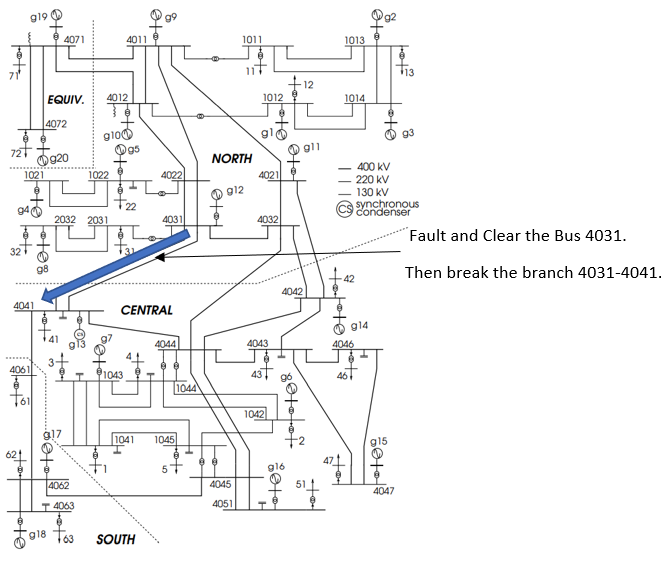 g19 g9 g2
4071 4011 1011 1013
71 11 13
EQUIV. 12
4012 1012 1014
g10 g1 g3
4072 g5 NORTH g11
72 g20
1021 1022 4022 4021
400 kV
220 kV
130 kV
CS synchronous
condenser
g4 22 g12
2032 2031 4031 4032
32 g8 31
Fault and Clear the Bus 4031.
Then break the branch 4031-4041.
42
4042
4041 CENTRAL
41 CS g13 g7 g14
4044 4043 4046
4061 3 4 43 46
1043 1044 g6
61 1042
g17 1041 1045 2 g15
62 1 5 g16 47
4062 4045 51 4047
4063 4051
g18 63 SOUTH